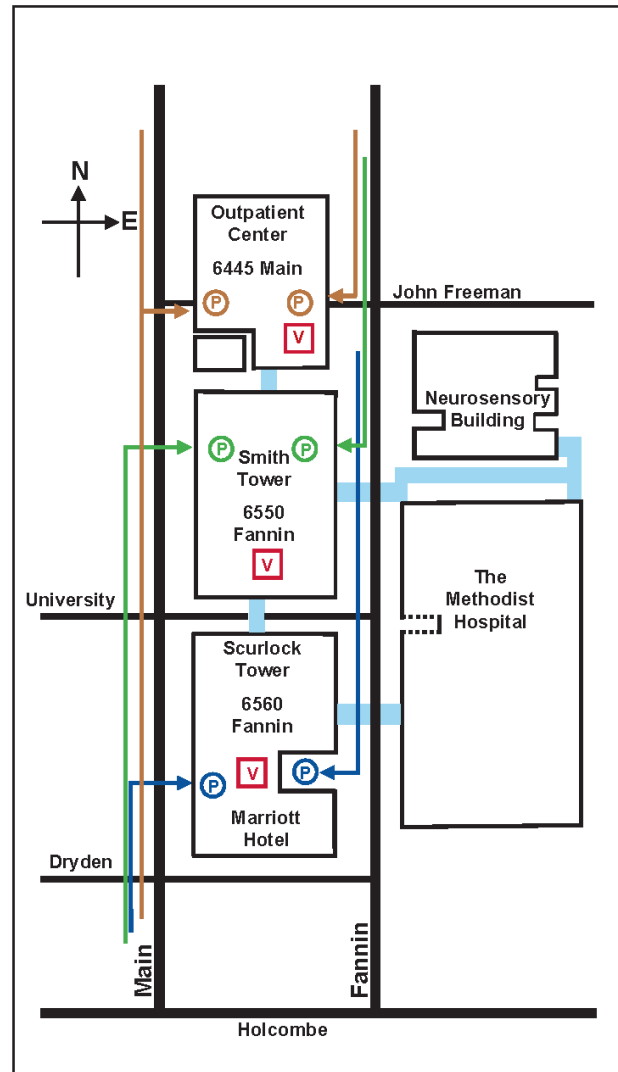 N
E
Outpatient
Center
6445 Main
P
P
V
John Freeman
Neurosensory
Building
P
P
Smith
Tower
6550
Fannin
V
The
Methodist
Hospital
University
Scurlock
Tower
6560
Fannin
P
V
P
Marriott
Hotel
Dryden
Main
Fannin
Holcombe